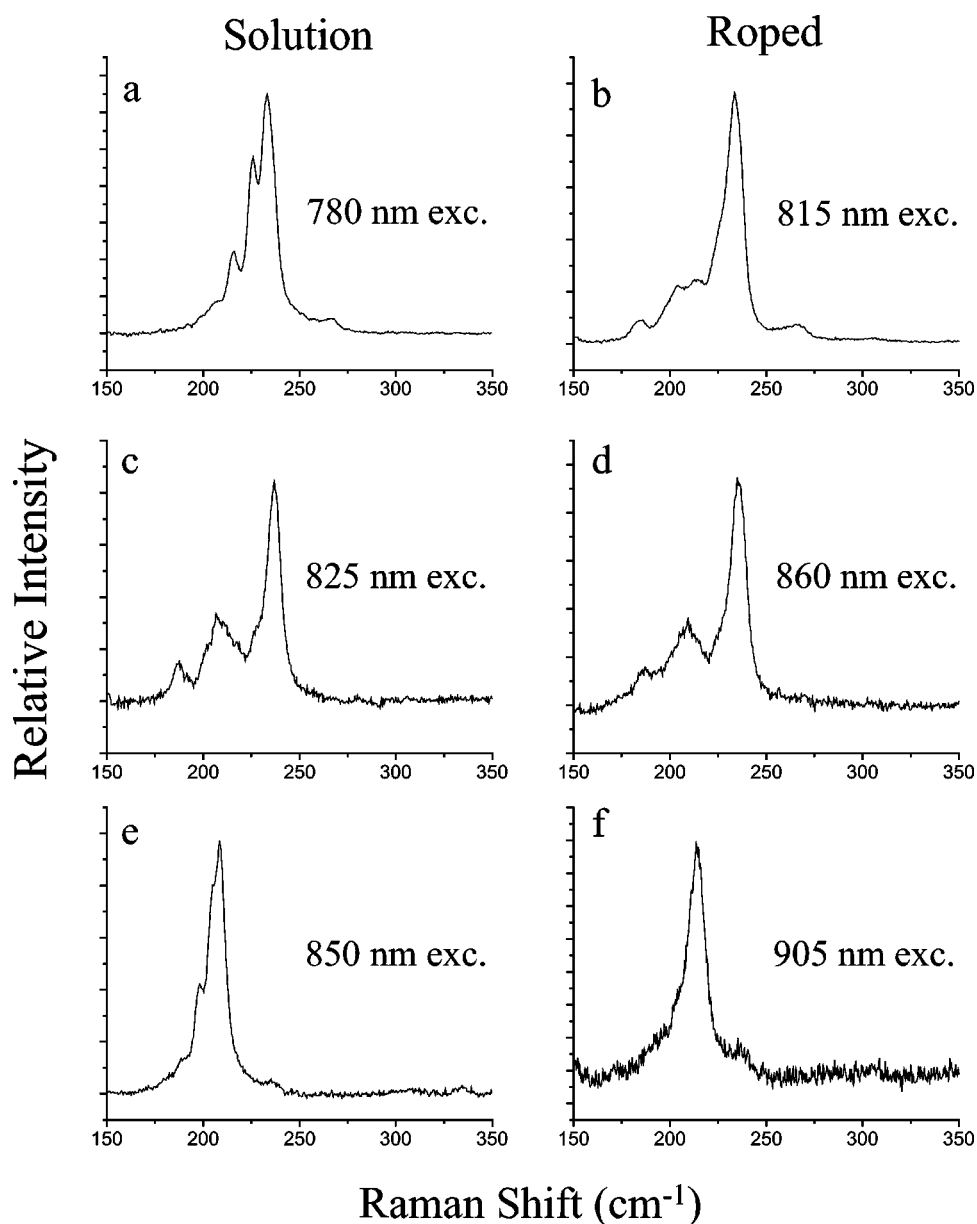 Solution Roped
a b
780 nm exc. 815 nm exc.
150 200 250 300 350 150 200 250 300 350
c d
825 nm exc. 860 nm exc.
150 200 250 300 350 150 200 250 300 350
Relative Intensity
e f
850 nm exc. 905 nm exc.
150 200 250 300 350 150 200 250 300 350
Raman Shift (cm⁻¹)